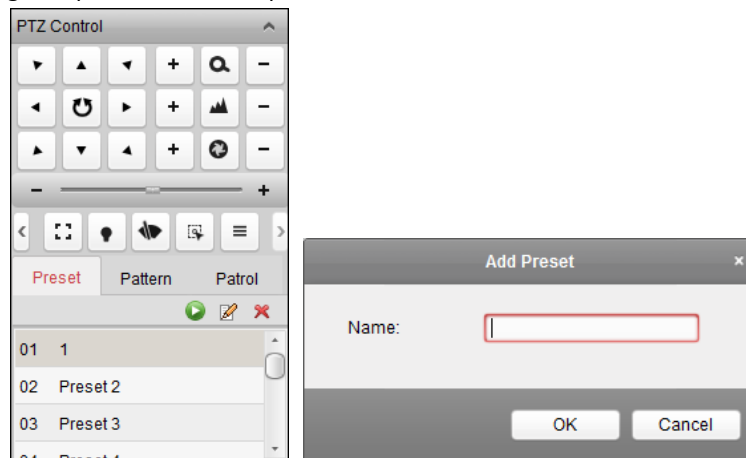 PTZ Control
Preset Pattern Patrol
01 1
02 Preset 2
03 Preset 3
Add Preset
Name:
OK Cancel